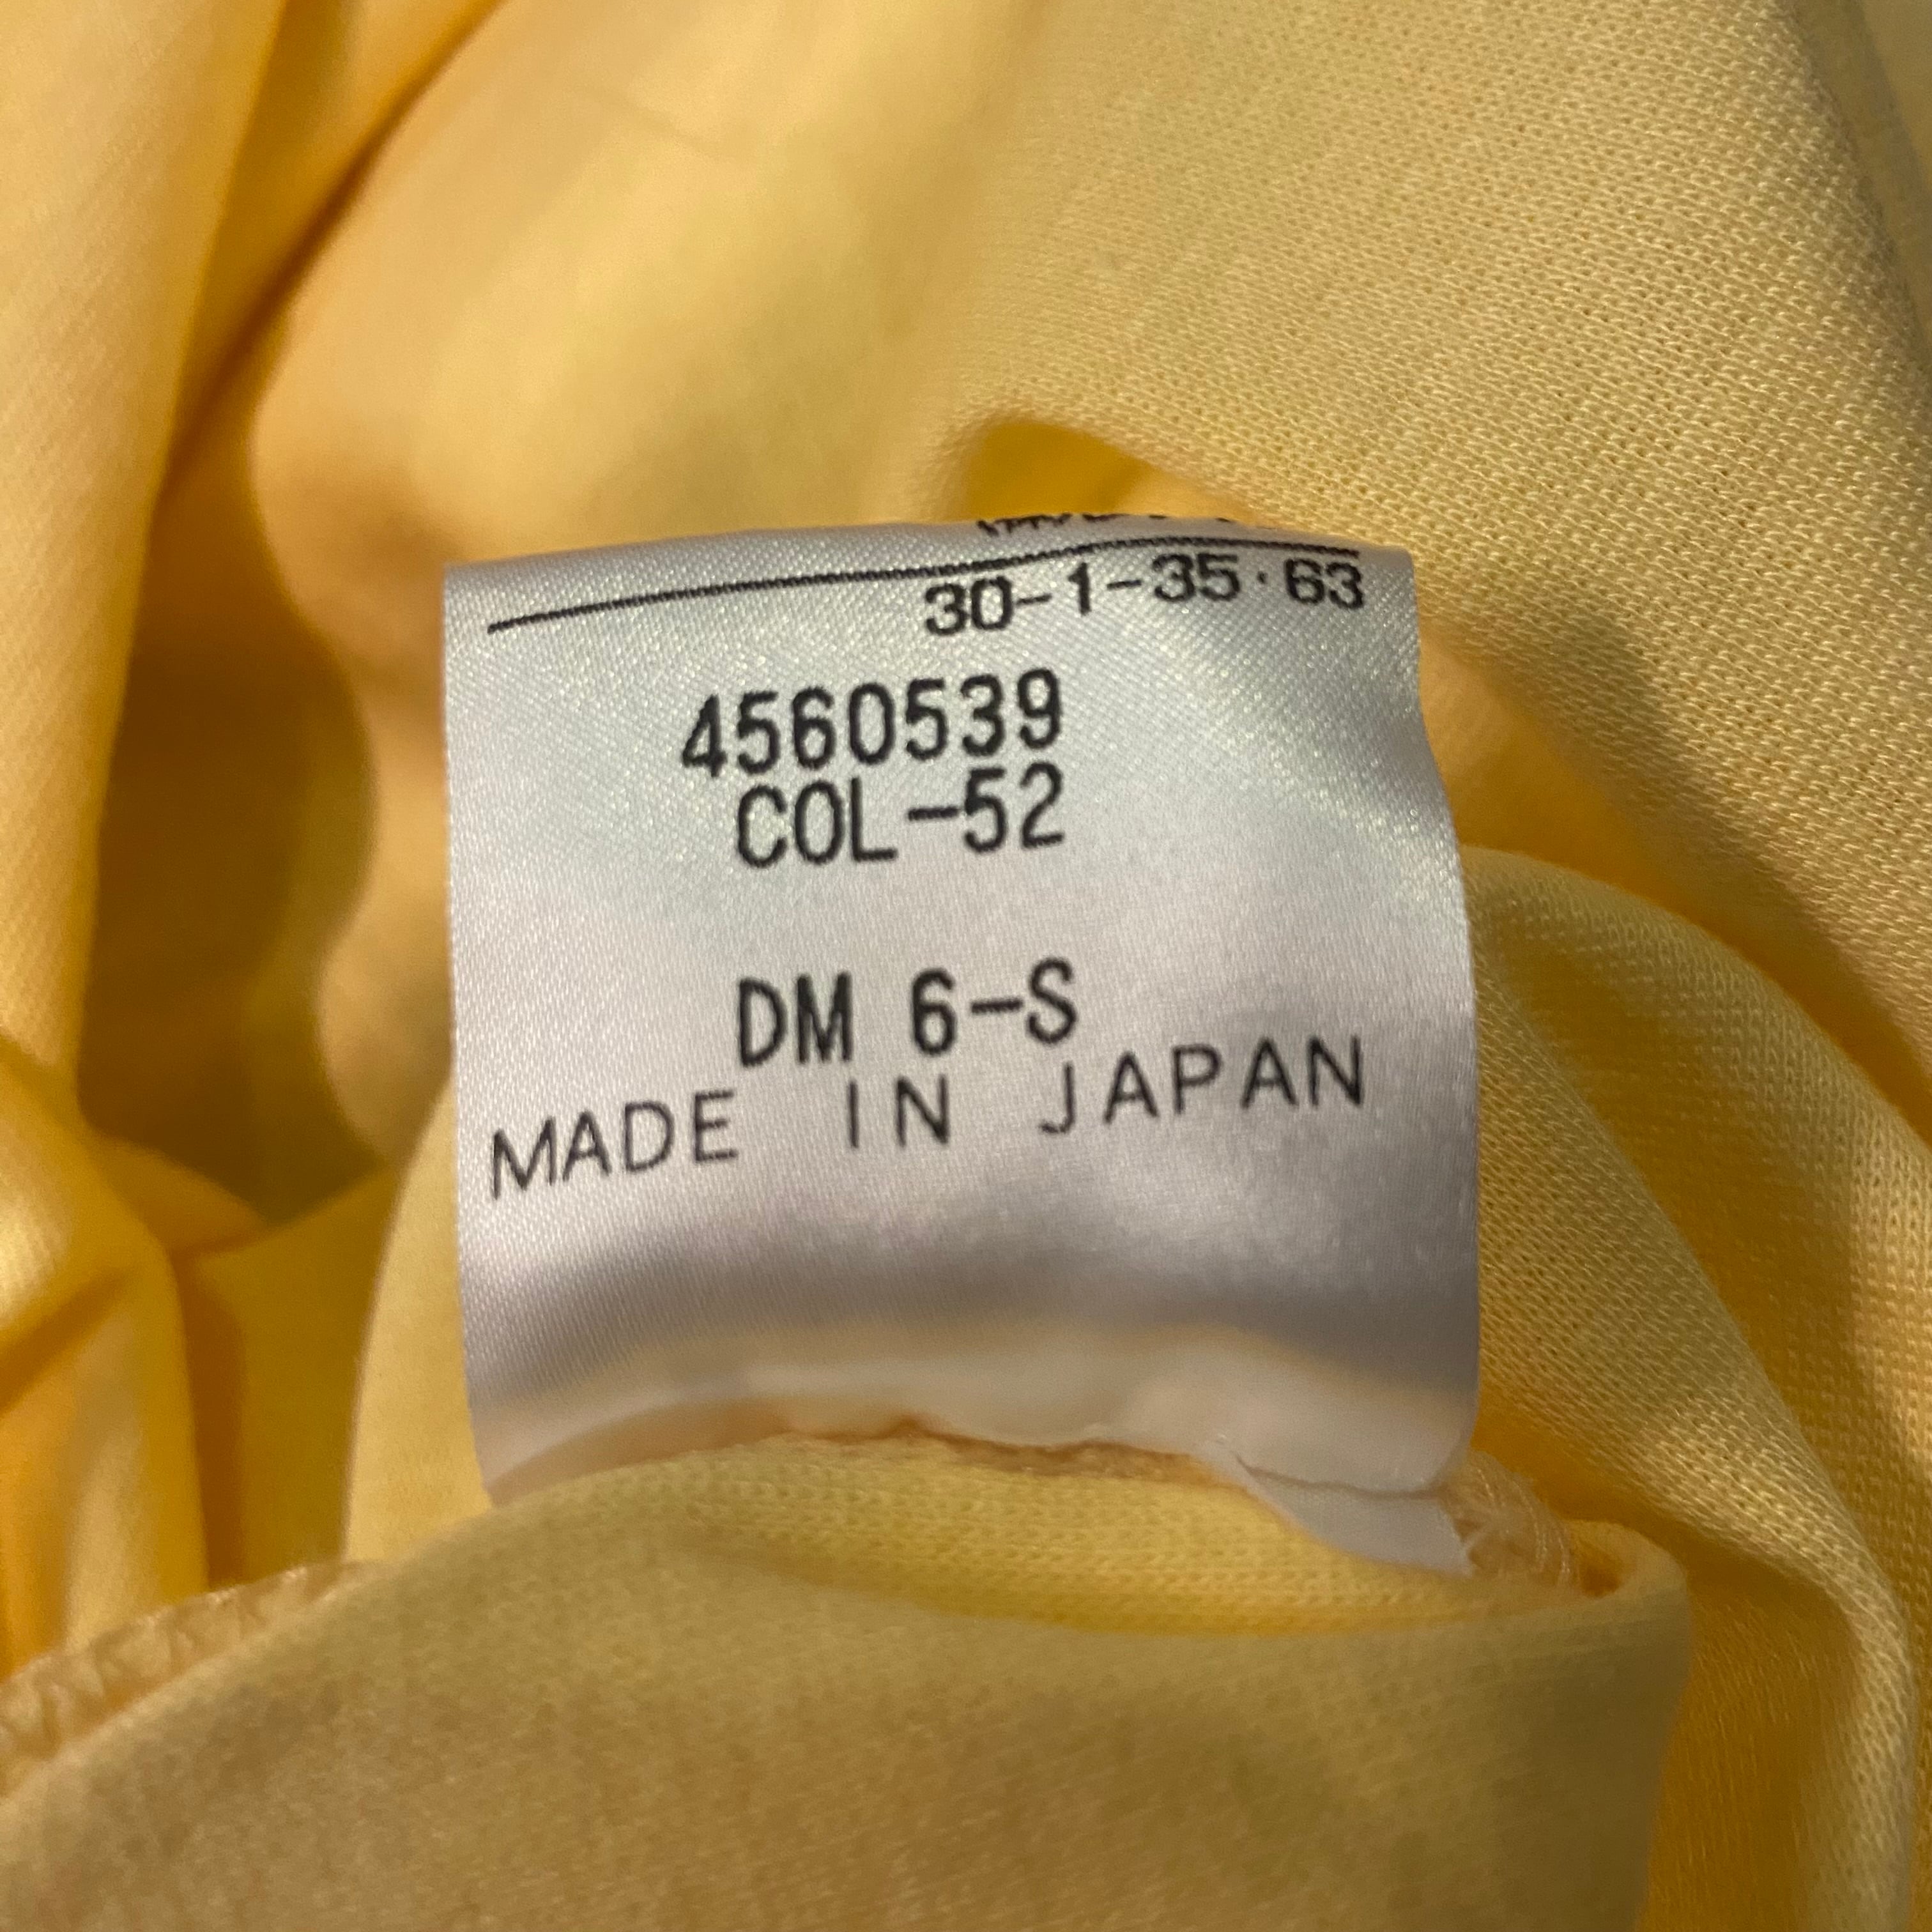 30-1-35·63
4560539
COL-52
DM 6-S
MADE IN JAPAN